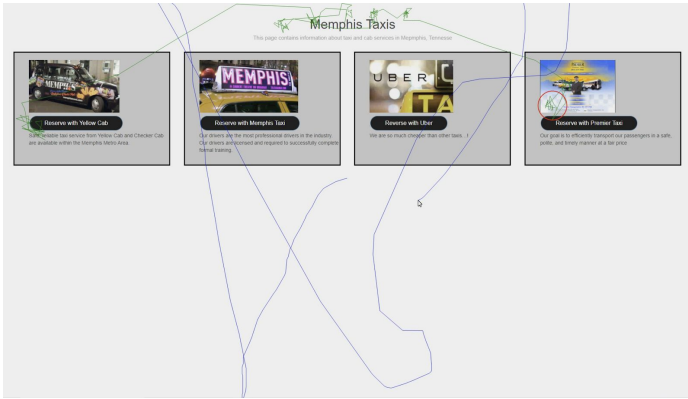 Memphis Taxis
This page contains information about taxi and cab services in Memphis, Tennesse
MEMPHIS
Reserve with Yellow Cab
reliable taxi service from Yellow Cab and Checker Cab
are available within the Memphis Metro Area.
MEMPHIS
Reserve with Memphis Taxi
Our drivers are the most professional drivers in the industry.
Our drivers are licensed and required to successfully complete
formal training.
UBER
TA
Reverse with Uber
We are so much cheaper than other taxis.
Reserve with Premier Taxi
Our goal is to efficiently transport our passengers in a safe,
polite, and timely manner at a fair price